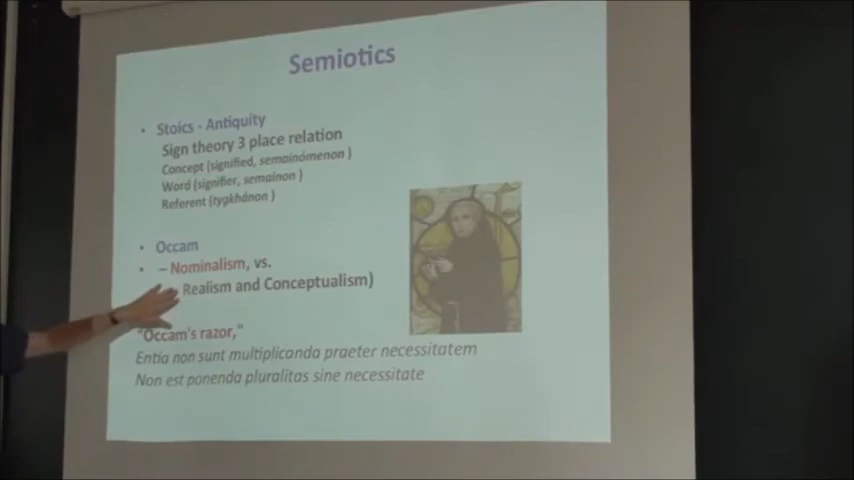 Semiotics
• Stoics - Antiquity
Sign theory 3 place relation
Concept (signified, semainómenon )
Word (signifier, semainon )
Referent (tygkhánon )
• Occam
• – Nominalism, vs.
Realism and Conceptualism)
"Occam's razor,"
Entia non sunt multiplicanda praeter necessitatem
Non est ponenda pluralitas sine necessitate